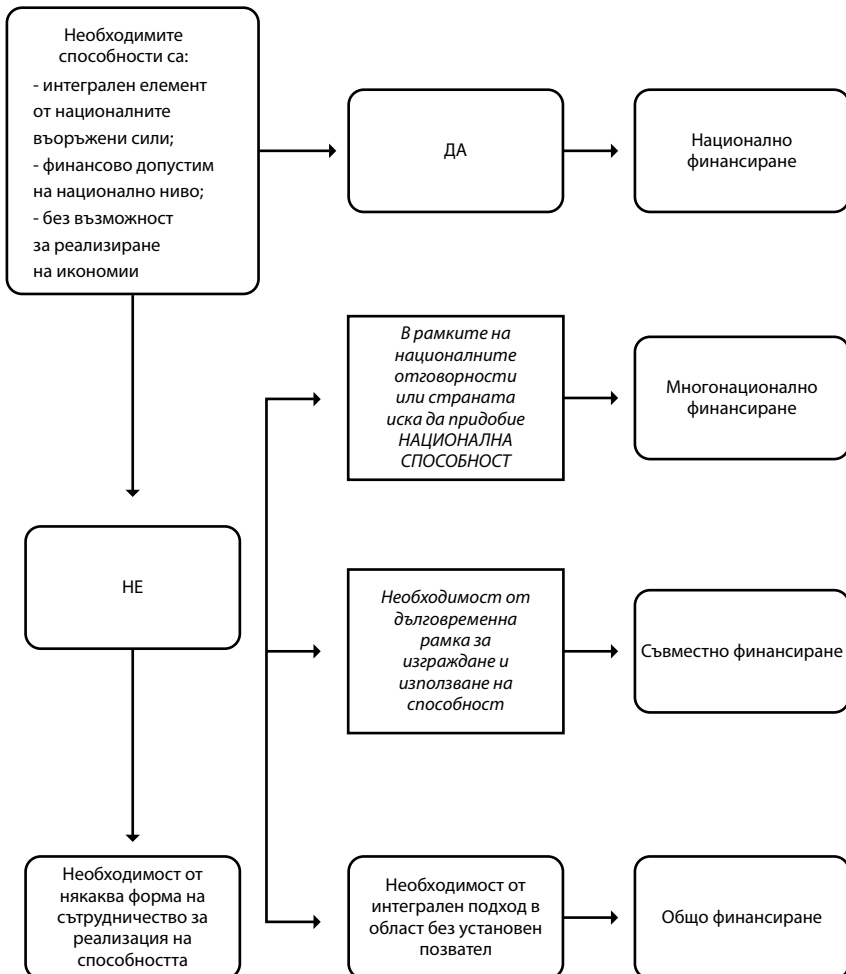 Необходимите
способности са:
- интегрален елемент
от националните
въоръжени сили;
- финансово допустим
на национално ниво;
- без възможност
за реализиране
на икономии
ДА
Национално
финансиране
В рамките на
националните
отговорности
или страната
иска да придобие
НАЦИОНАЛНА
СПОСОБНОСТ
Многонационално
финансиране
НЕ
Необходимост от
дълговременна
рамка за
изграждане и
използване на
способност
Съвместно финансиране
Необходимост от
някаква форма на
сътрудничество за
реализация на
способността
Необходимост от
интегрален подход в
област без установен
позвател
Общо финансиране